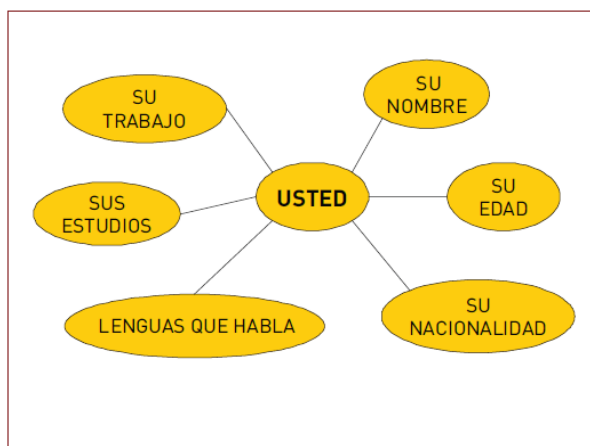 SU
TRABAJO
SU
NOMBRE
SUS
ESTUDIOS
USTED
SU
EDAD
LENGUAS QUE HABLA
SU
NACIONALIDAD